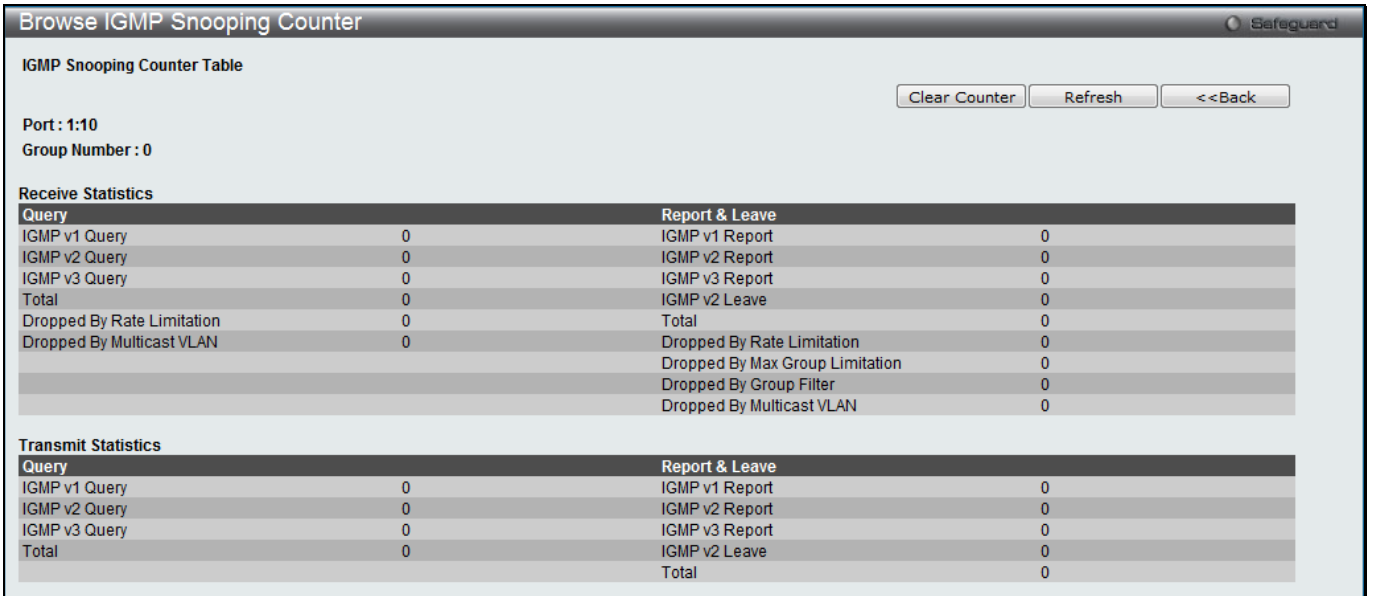 Browse IGMP Snooping Counter
Safeguard
IGMP Snooping Counter Table
Clear Counter Refresh <<Back
Port : 1:10
Group Number : 0
Receive Statistics
Query Report & Leave
IGMP v1 Query 0 IGMP v1 Report 0
IGMP v2 Query 0 IGMP v2 Report 0
IGMP v3 Query 0 IGMP v3 Report 0
Total 0 IGMP v2 Leave 0
Dropped By Rate Limitation 0 Total 0
Dropped By Multicast VLAN 0 Dropped By Rate Limitation 0
Dropped By Max Group Limitation 0
Dropped By Group Filter 0
Dropped By Multicast VLAN 0
Transmit Statistics
Query Report & Leave
IGMP v1 Query 0 IGMP v1 Report 0
IGMP v2 Query 0 IGMP v2 Report 0
IGMP v3 Query 0 IGMP v3 Report 0
Total 0 IGMP v2 Leave 0
Total 0